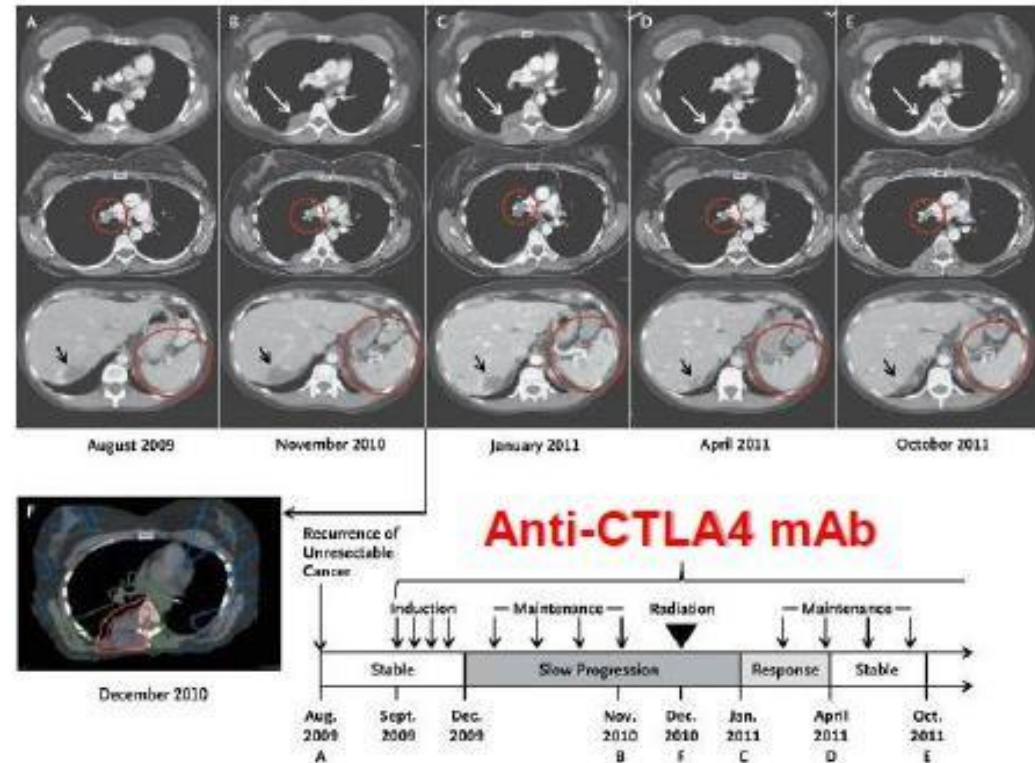 A B C D E
August 2009 November 2010 January 2011 April 2011 October 2011
F
December 2010
Anti-CTLA4 mAb
Recurrence of
Unresectable
Cancer
Induction Maintenance Radiation Maintenance
Stable Slow Progression Response Stable
Aug. Sept. Dec. Nov. Dec. Jan. April Oct.
2009 2009 2009 2010 2010 2011 2011 2011
A B F C D E